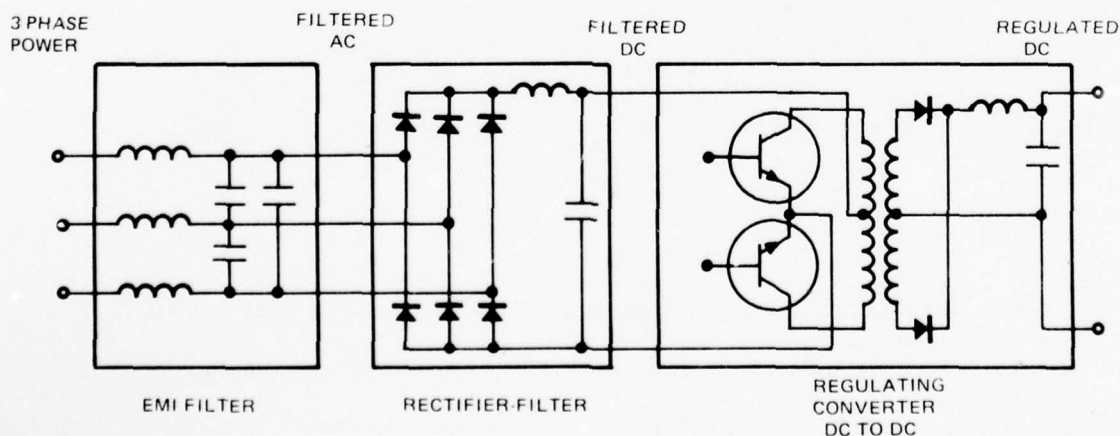 3 PHASE
POWER
FILTERED
AC
FILTERED
DC
REGULATED
DC
EMI FILTER
RECTIFIER-FILTER
REGULATING
CONVERTER
DC TO DC